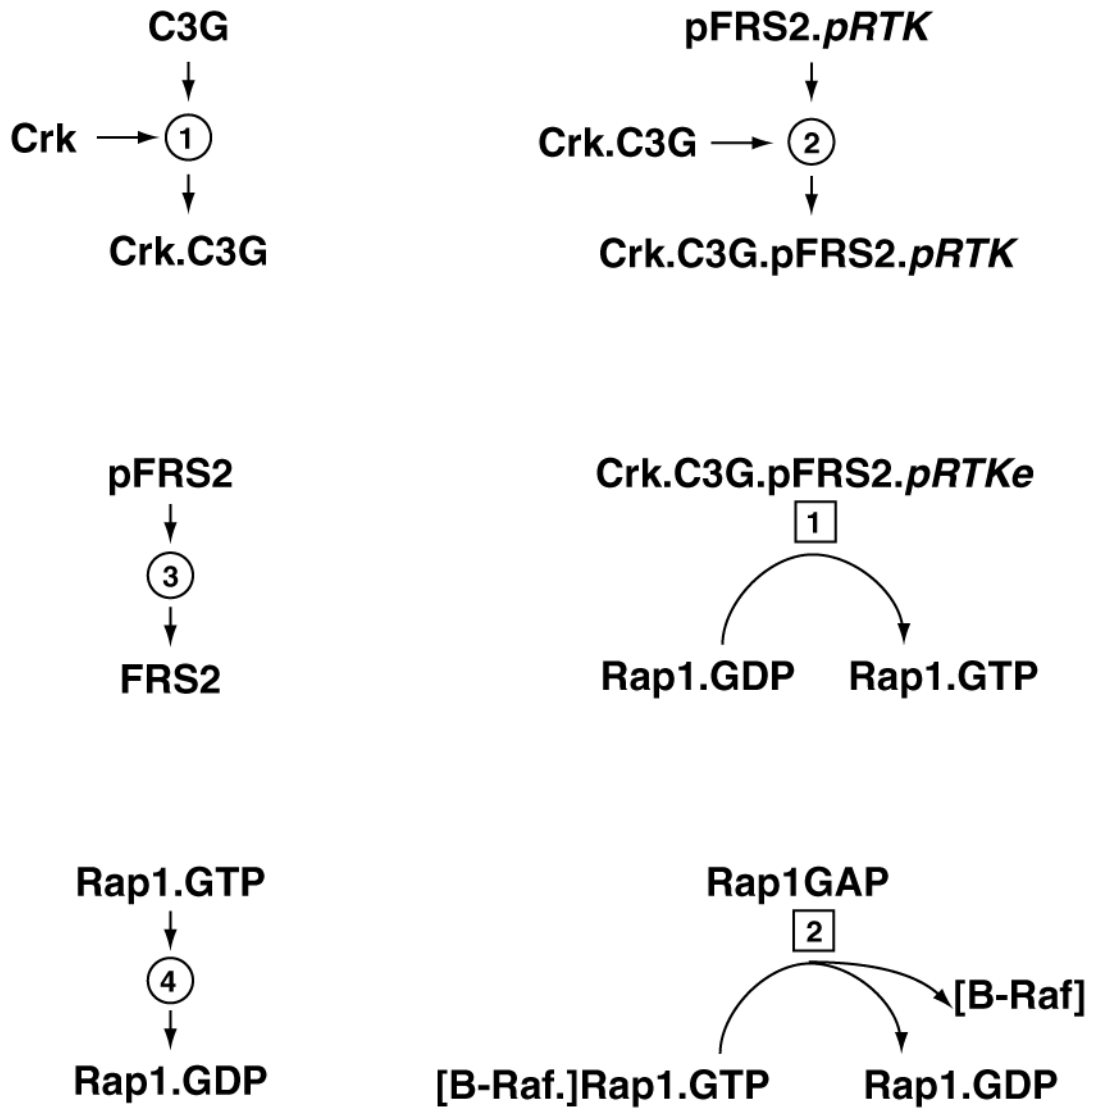 C3G
Crk
1
Crk.C3G
pFRS2.pRTK
Crk.C3G
2
Crk.C3G.pFRS2.pRTK
pFRS2
3
FRS2
Crk.C3G.pFRS2.pRTKe
1
Rap1.GDP
Rap1.GTP
Rap1.GTP
4
Rap1.GDP
Rap1GAP
2
[B-Raf]
[B-Raf.]Rap1.GTP
Rap1.GDP